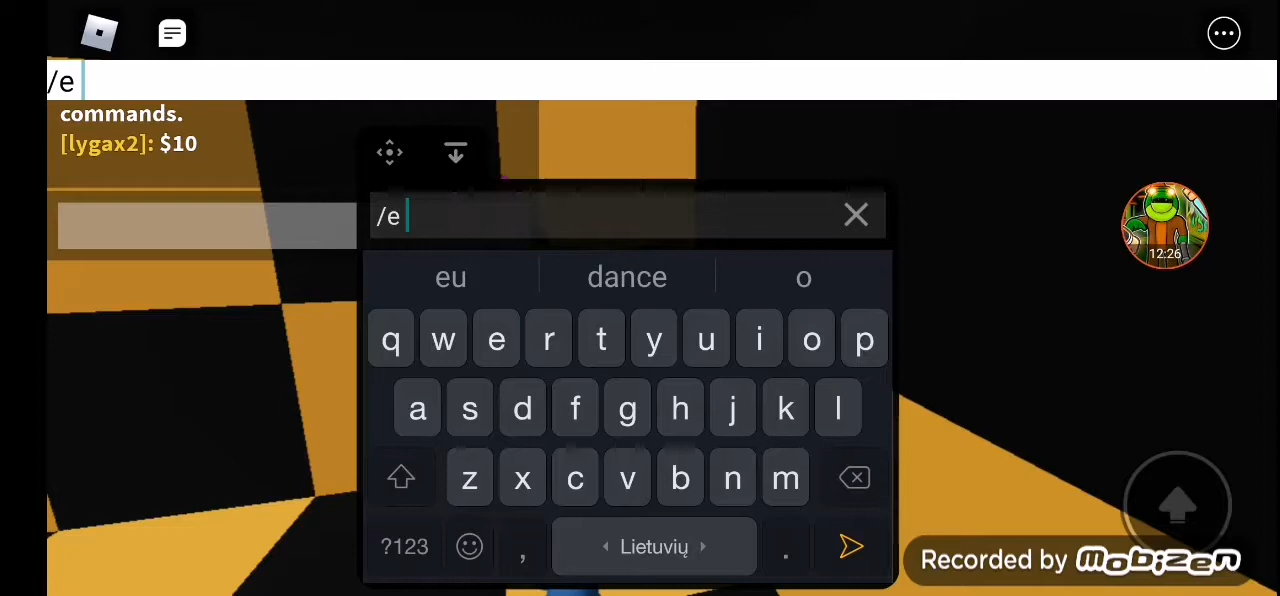 /e
commands.
[lygax2]: $10
/e
12:26
eu dance o
q w e r t y u i o p
a s d f g h j k l
z x c v b n m
?123 , Lietuvių .
Recorded by Mobizen